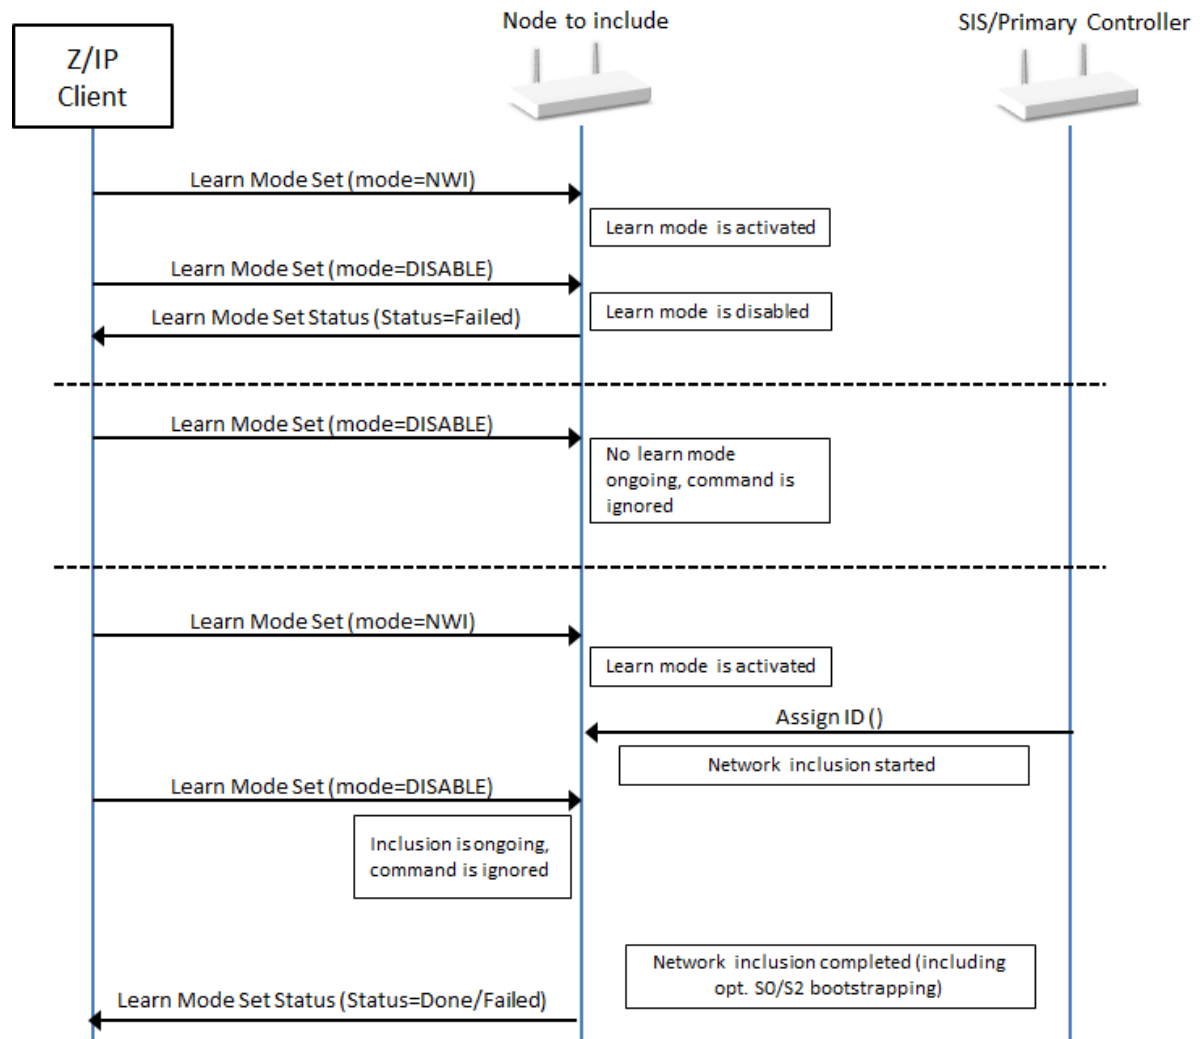 Node to include
SIS/Primary Controller
Z/IP
Client
Learn Mode Set (mode=NWI)
Learn mode is activated
Learn Mode Set (mode=DISABLE)
Learn mode is disabled
Learn Mode Set Status (Status=Failed)
Learn Mode Set (mode=DISABLE)
No learn mode
ongoing, command is
ignored
Learn Mode Set (mode=NWI)
Learn mode is activated
Assign ID ()
Network inclusion started
Learn Mode Set (mode=DISABLE)
Inclusion is ongoing,
command is ignored
Network inclusion completed (including
opt. S0/S2 bootstrapping)
Learn Mode Set Status (Status=Done/Failed)